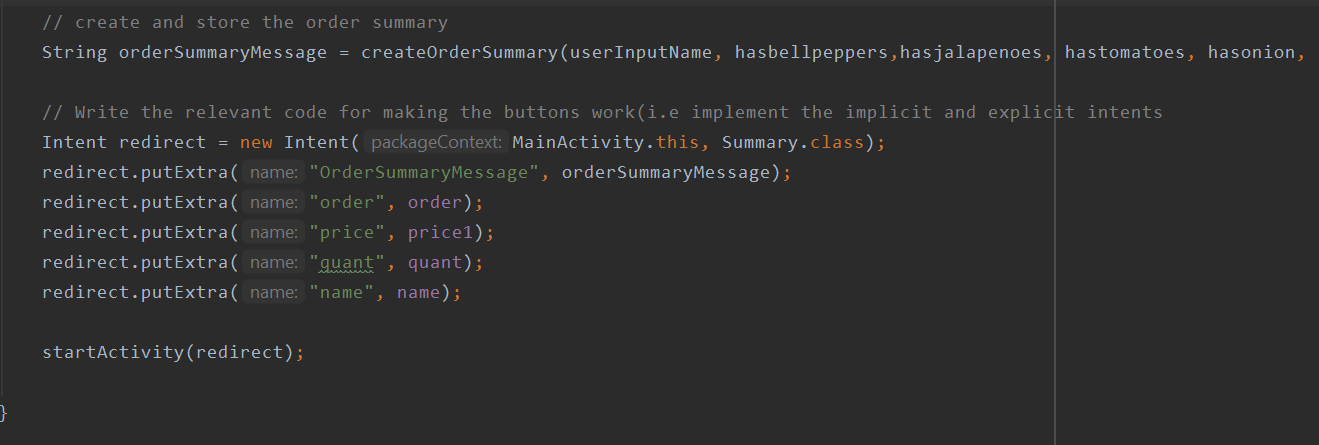 // create and store the order summary
String orderSummaryMessage = createOrderSummary(userInputName, hasbellpeppers,hasjalapenoes, hastomatoes, hasonion,
// Write the relevant code for making the buttons work(i.e implement the implicit and explicit intents
Intent redirect = new Intent( packageContext: MainActivity.this, Summary.class);
redirect.putExtra( name: "OrderSummaryMessage", orderSummaryMessage);
redirect.putExtra( name: "order", order);
redirect.putExtra( name: "price", price1);
redirect.putExtra( name: "quant", quant);
redirect.putExtra( name: "name", name);
startActivity(redirect);
}